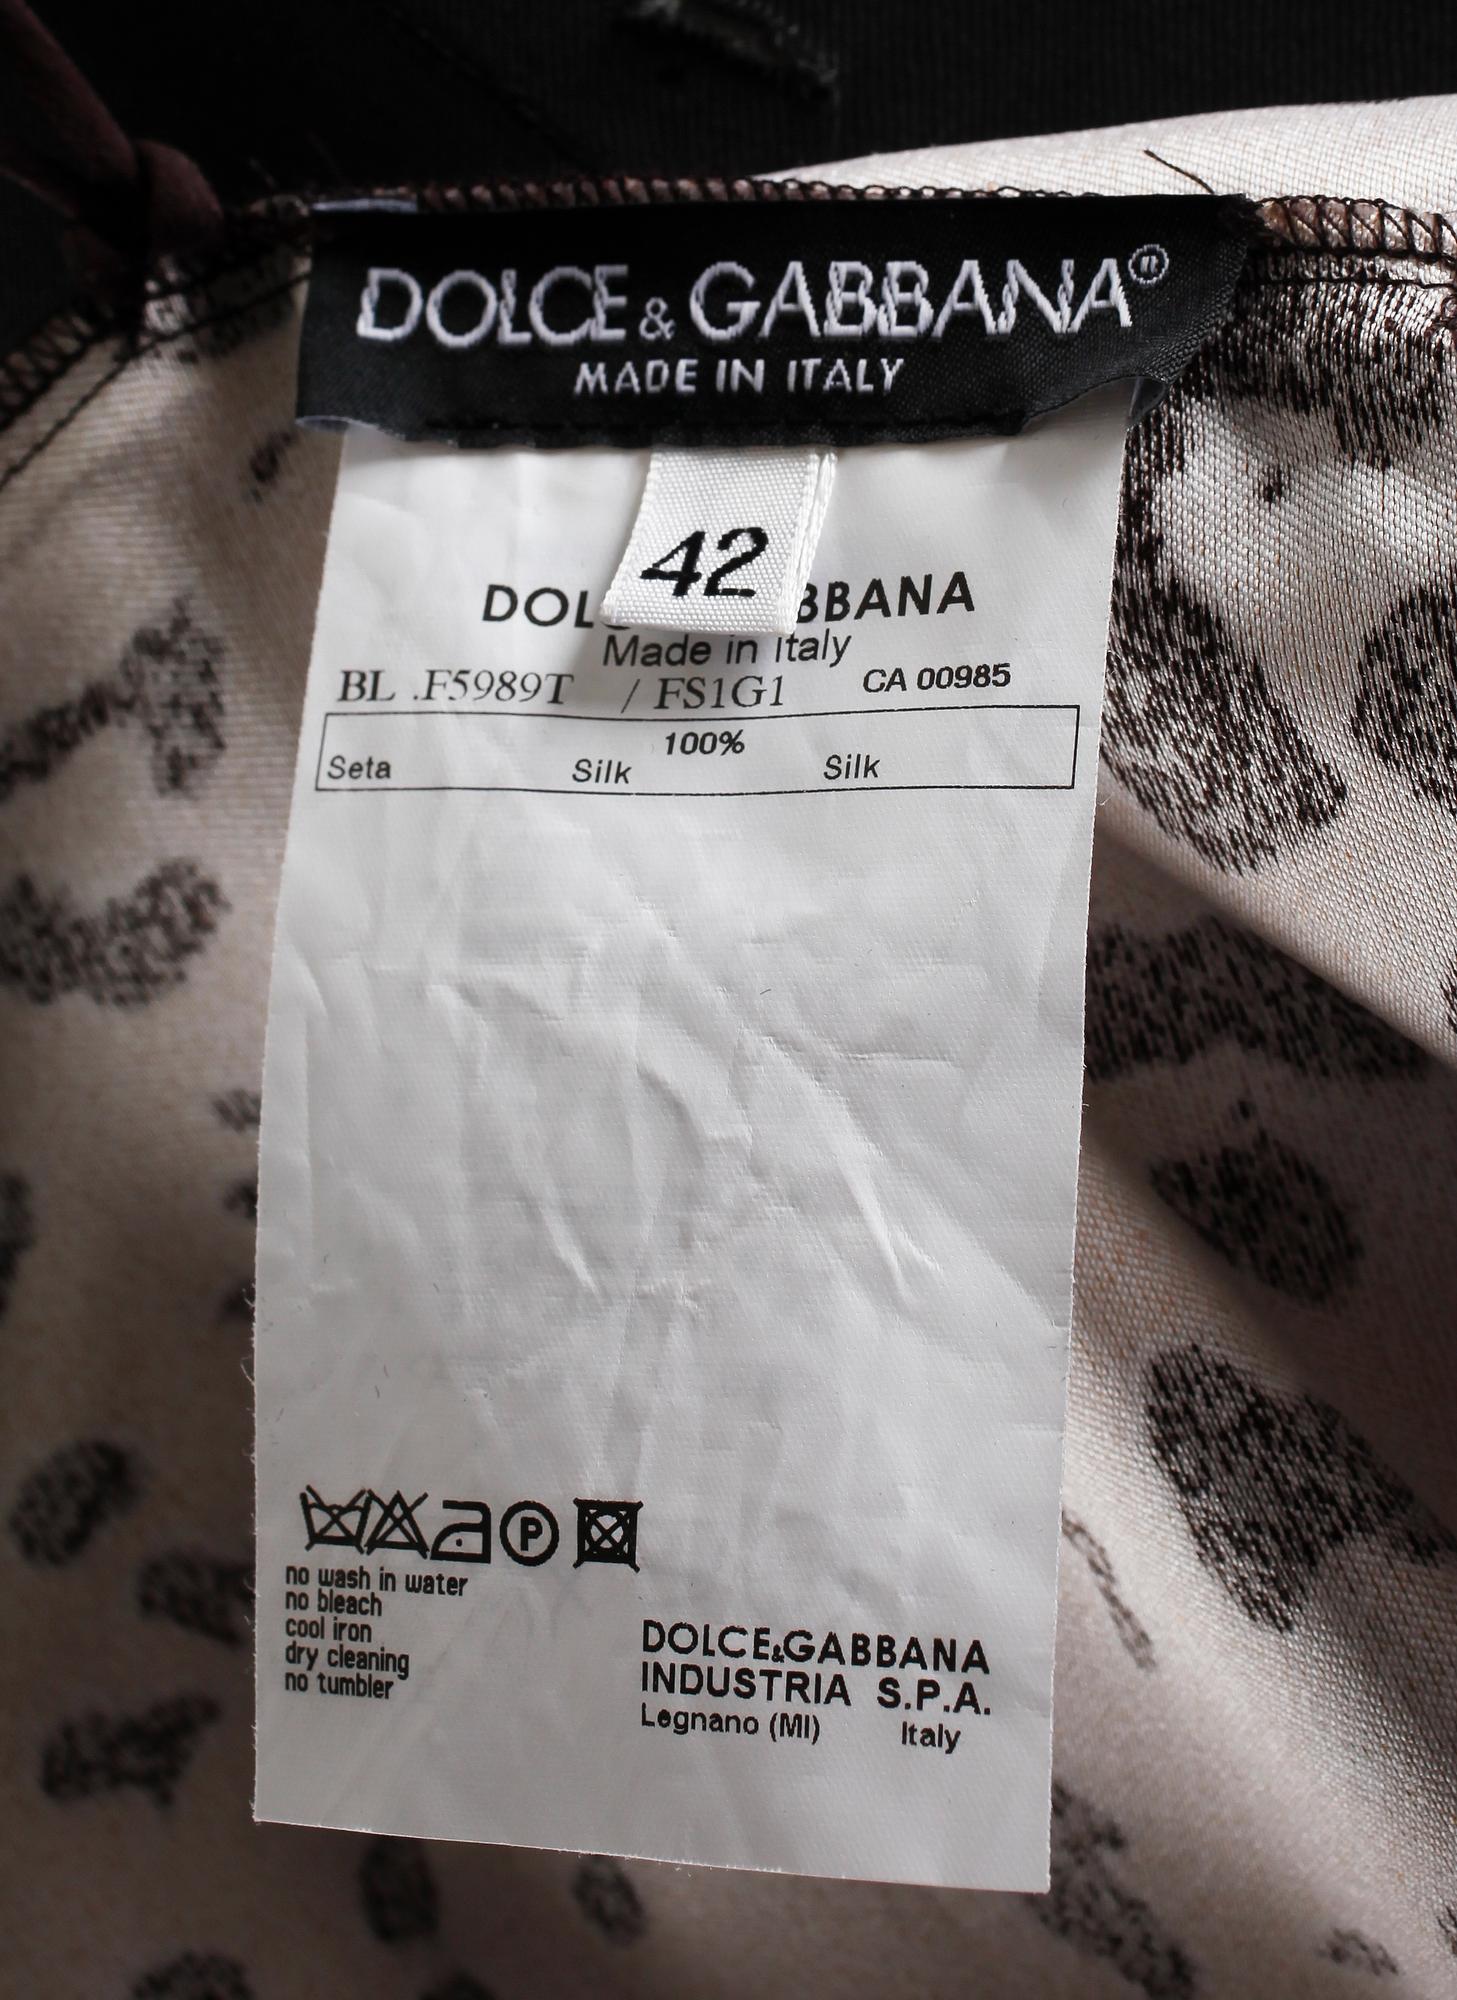 DOLCE & GABBANA®
MADE IN ITALY
42
DOL BBANA
Made in Italy
BL .F5989T / FS1G1 CA 00985
100%
Seta Silk Silk
P
no wash in water
no bleach
cool iron
dry cleaning
no tumbler
DOLCE&GABBANA
INDUSTRIA S.P.A.
Legnano (MI) Italy